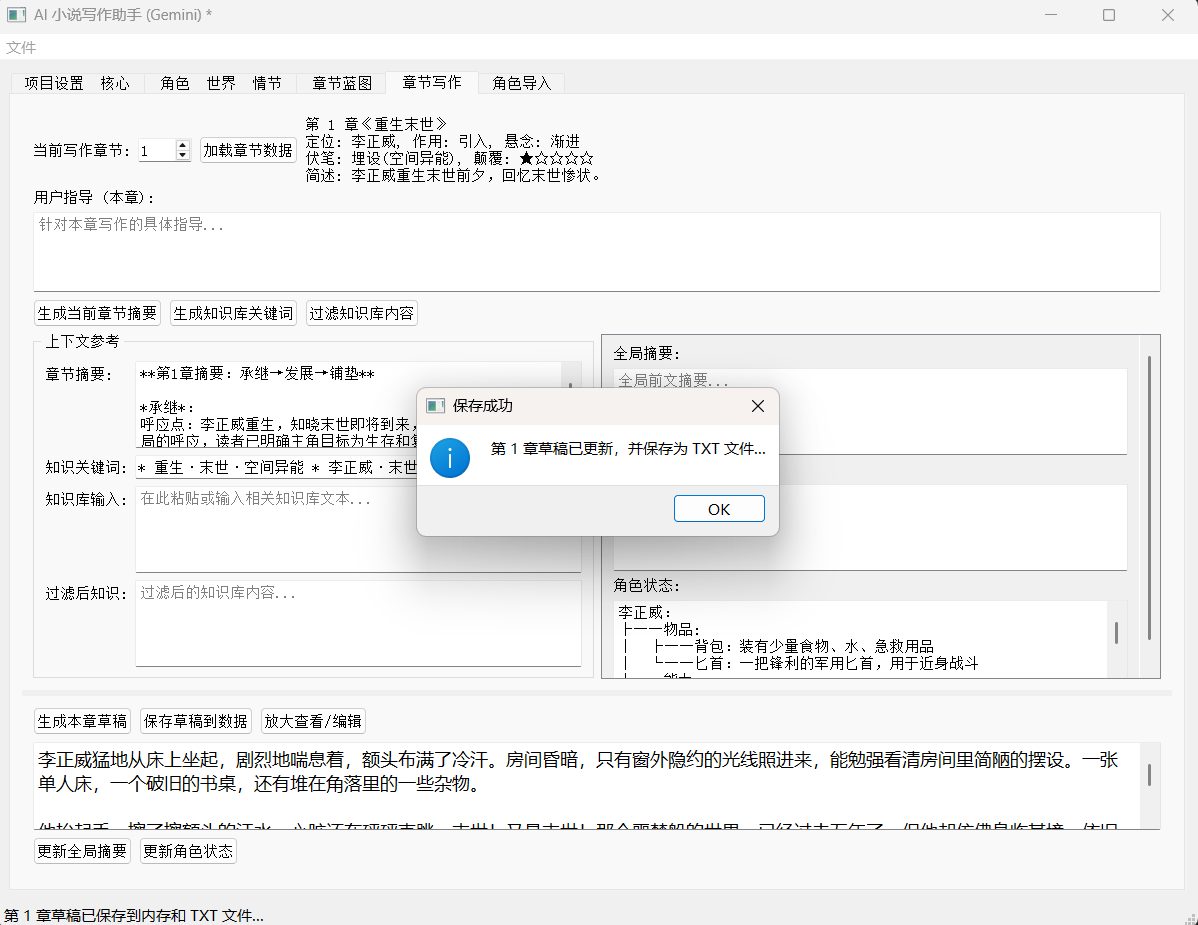 AI 小说写作助手 (Gemini) *
文件
项目设置 核心 角色 世界 情节 章节蓝图 章节写作 角色导入
当前写作章节: 1 加载章节数据
第 1 章《重生末世》
定位: 李正威, 作用: 引入, 悬念: 渐进
伏笔: 埋设(空间异能), 颠覆: ★☆☆☆☆
简述: 李正威重生末世前夕，回忆末世惨状。
用户指导（本章）:
针对本章写作的具体指导...
生成当前章节摘要 生成知识库关键词 过滤知识库内容
上下文参考
章节摘要:
**第1章摘要: 承继→发展→铺垫**
*承继*:
呼应点: 李正威重生，知晓末世即将到来，
局的呼应，读者已明确主角目标为生存和
知识关键词: * 重生·末世·空间异能 * 李正威·末世
知识库输入: 在此粘贴或输入相关知识库文本...
过滤后知识: 过滤后的知识库内容...
全局摘要:
全局前文摘要...
保存成功
第 1 章草稿已更新，并保存为 TXT 文件...
OK
角色状态:
李正威:
├──物品:
│ ├──背包: 装有少量食物、水、急救用品
│ └──匕首: 一把锋利的军用匕首，用于近身战斗
生成本章草稿 保存草稿到数据 放大查看/编辑
李正威猛地从床上坐起，剧烈地喘息着，额头布满了冷汗。房间昏暗，只有窗外隐约的光线照进来，能勉强看清房间里简陋的摆设。一张
单人床，一个破旧的书桌，还有堆在角落里的一些杂物。
更新全局摘要 更新角色状态
第 1 章草稿已保存到内存和 TXT 文件...